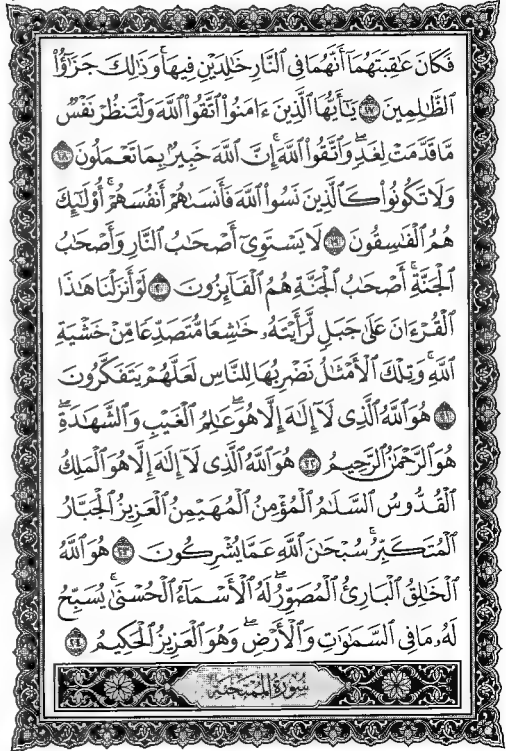 فَكَانَ عَٰقِبَتَهُمَآ أَنَّهُمَا فِي ٱلنَّارِ خَٰلِدَيْنِ فِيهَاۚ وَذَٰلِكَ جَزَٰٓؤُاْ
ٱلظَّٰلِمِينَ ١٧ يَٰٓأَيُّهَا ٱلَّذِينَ ءَامَنُواْ ٱتَّقُواْ ٱللَّهَ وَلۡتَنظُرۡ نَفۡسٞ
مَّا قَدَّمَتۡ لِغَدٖۖ وَٱتَّقُواْ ٱللَّهَۚ إِنَّ ٱللَّهَ خَبِيرُۢ بِمَا تَعۡمَلُونَ ١٨
وَلَا تَكُونُواْ كَٱلَّذِينَ نَسُواْ ٱللَّهَ فَأَنسَىٰهُمۡ أَنفُسَهُمۡۚ أُوْلَٰٓئِكَ
هُمُ ٱلۡفَٰسِقُونَ ١٩ لَا يَسۡتَوِيٓ أَصۡحَٰبُ ٱلنَّارِ وَأَصۡحَٰبُ
ٱلۡجَنَّةِۚ أَصۡحَٰبُ ٱلۡجَنَّةِ هُمُ ٱلۡفَآئِزُونَ ٢٠ لَوۡ أَنزَلۡنَا هَٰذَا
ٱلۡقُرۡءَانَ عَلَىٰ جَبَلٖ لَّرَأَيۡتَهُۥ خَٰشِعٗا مُّتَصَدِّعٗا مِّنۡ خَشۡيَةِ
ٱللَّهِۚ وَتِلۡكَ ٱلۡأَمۡثَٰلُ نَضۡرِبُهَا لِلنَّاسِ لَعَلَّهُمۡ يَتَفَكَّرُونَ
٢١ هُوَ ٱللَّهُ ٱلَّذِي لَآ إِلَٰهَ إِلَّا هُوَۖ عَٰلِمُ ٱلۡغَيۡبِ وَٱلشَّهَٰدَةِۖ
هُوَ ٱلرَّحۡمَٰنُ ٱلرَّحِيمُ ٢٢ هُوَ ٱللَّهُ ٱلَّذِي لَآ إِلَٰهَ إِلَّا هُوَ ٱلۡمَلِكُ
ٱلۡقُدُّوسُ ٱلسَّلَٰمُ ٱلۡمُؤۡمِنُ ٱلۡمُهَيۡمِنُ ٱلۡعَزِيزُ ٱلۡجَبَّارُ
ٱلۡمُتَكَبِّرُۚ سُبۡحَٰنَ ٱللَّهِ عَمَّا يُشۡرِكُونَ ٢٣ هُوَ ٱللَّهُ
ٱلۡخَٰلِقُ ٱلۡبَارِئُ ٱلۡمُصَوِّرُۖ لَهُ ٱلۡأَسۡمَآءُ ٱلۡحُسۡنَىٰۚ يُسَبِّحُ
لَهُۥ مَا فِي ٱلسَّمَٰوَٰتِ وَٱلۡأَرۡضِۖ وَهُوَ ٱلۡعَزِيزُ ٱلۡحَكِيمُ ٢٤
سُورَةُ ٱلۡمُمۡتَحنَةِ